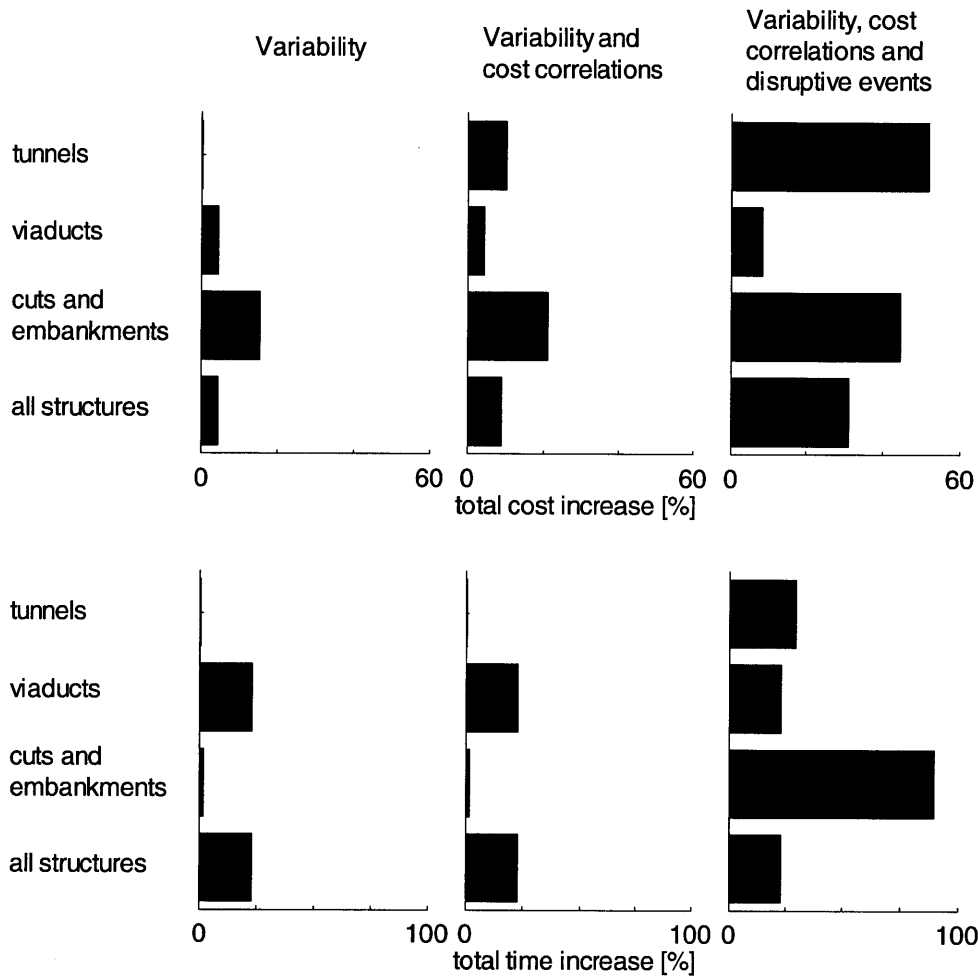 Variability
Variability and
cost correlations
Variability, cost
correlations and
disruptive events
tunnels
viaducts
cuts and
embankments
all structures
0 60 0 60 0 60
total cost increase [%]
tunnels
viaducts
cuts and
embankments
all structures
0 100 0 100 0 100
total time increase [%]